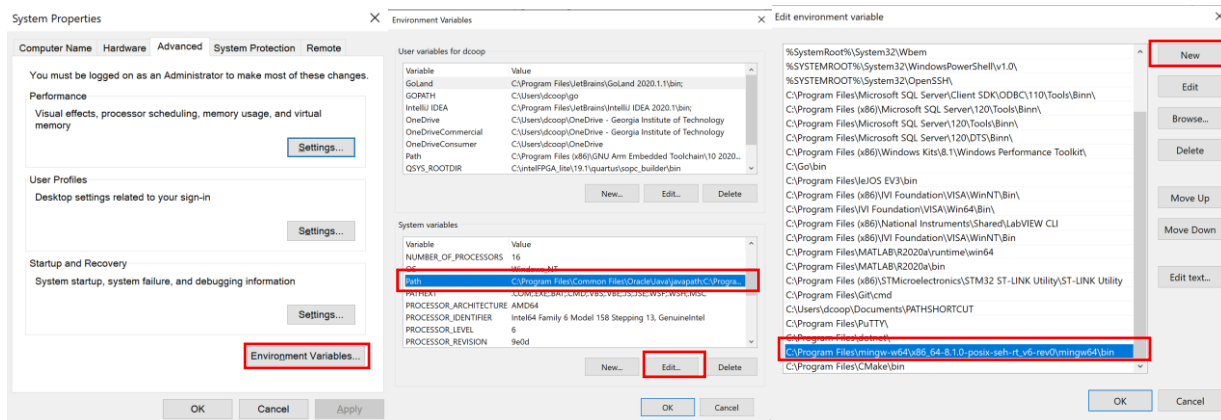 System Properties
Computer Name Hardware Advanced System Protection Remote
You must be logged on as an Administrator to make most of these changes.
Performance
Visual effects, processor scheduling, memory usage, and virtual
memory
Settings...
User Profiles
Desktop settings related to your sign-in
Settings...
Startup and Recovery
System startup, system failure, and debugging information
Settings...
Environment Variables...
OK Cancel Apply
Environment Variables
User variables for dcoop
Variable Value
GoLand C:\Program Files\JetBrains\GoLand 2020.1.1\bin;
GOPATH C:\Users\dcoop\go
IntelliJ IDEA C:\Program Files\JetBrains\IntelliJ IDEA 2020.1\bin;
OneDrive C:\Users\dcoop\OneDrive - Georgia Institute of Technology
OneDriveCommercial C:\Users\dcoop\OneDrive - Georgia Institute of Technology
OneDriveConsumer C:\Users\dcoop\OneDrive
Path C:\Program Files (x86)\GNU Arm Embedded Toolchain\10 2020...
QSYS_ROOTDIR C:\intelFPGA_lite\19.1\quartus\sopc_builder\bin
New... Edit... Delete
System variables
Variable Value
NUMBER_OF_PROCESSORS 16
OS Windows_NT
Path C:\Program Files\Common Files\Oracle\Java\javapath;C:\Progra...
PATHEXT .COM;.EXE;.BAT;.CMD;.VBS;.VBE;.JS;.JSE;.WSF;.WSH;.MSC
PROCESSOR_ARCHITECTURE AMD64
PROCESSOR_IDENTIFIER Intel64 Family 6 Model 158 Stepping 13, GenuineIntel
PROCESSOR_LEVEL 6
PROCESSOR_REVISION 9e0d
New... Edit... Delete
OK Cancel
Edit environment variable
%SystemRoot%\System32\Wbem
%SYSTEMROOT%\System32\WindowsPowerShell\v1.0\
%SYSTEMROOT%\System32\OpenSSH\
C:\Program Files\Microsoft SQL Server\Client SDK\ODBC\110\Tools\Binn\
C:\Program Files (x86)\Microsoft SQL Server\120\Tools\Binn\
C:\Program Files\Microsoft SQL Server\120\Tools\Binn\
C:\Program Files\Microsoft SQL Server\120\DTS\Binn\
C:\Program Files (x86)\Windows Kits\8.1\Windows Performance Toolkit\
C:\Go\bin
C:\Program Files\leJOS EV3\bin
C:\Program Files (x86)\IVI Foundation\VISA\WinNT\Bin\
C:\Program Files\IVI Foundation\VISA\Win64\Bin\
C:\Program Files (x86)\National Instruments\Shared\LabVIEW CLI
C:\Program Files (x86)\IVI Foundation\VISA\WinNT\Bin
C:\Program Files\MATLAB\R2020a\runtime\win64
C:\Program Files\MATLAB\R2020a\bin
C:\Program Files (x86)\STMicroelectronics\STM32 ST-LINK Utility\ST-LINK Utility
C:\Program Files\Git\cmd
C:\Users\dcoop\Documents\PATHSHORTCUT
C:\Program Files\PuTTY\
C:\Program Files\dotnet\
C:\Program Files\mingw-w64\x86_64-8.1.0-posix-seh-rt_v6-rev0\mingw64\bin
C:\Program Files\CMake\bin
New
Edit
Browse...
Delete
Move Up
Move Down
Edit text...
OK Cancel